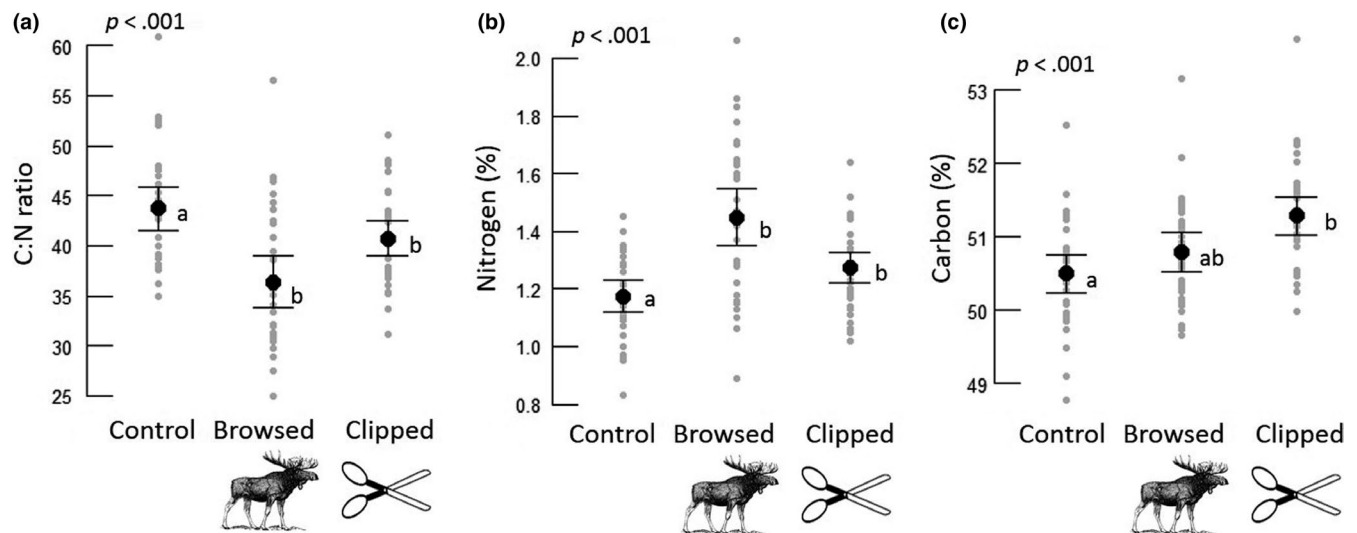 (a)
p < .001
60
55
50
45
40
35
30
25
C:N ratio
a
b
b
Control Browsed Clipped
(b)
p < .001
2.0
1.8
1.6
1.4
1.2
1.0
0.8
Nitrogen (%)
a
b
b
Control Browsed Clipped
(c)
p < .001
53
52
51
50
49
Carbon (%)
a
ab
b
Control Browsed Clipped